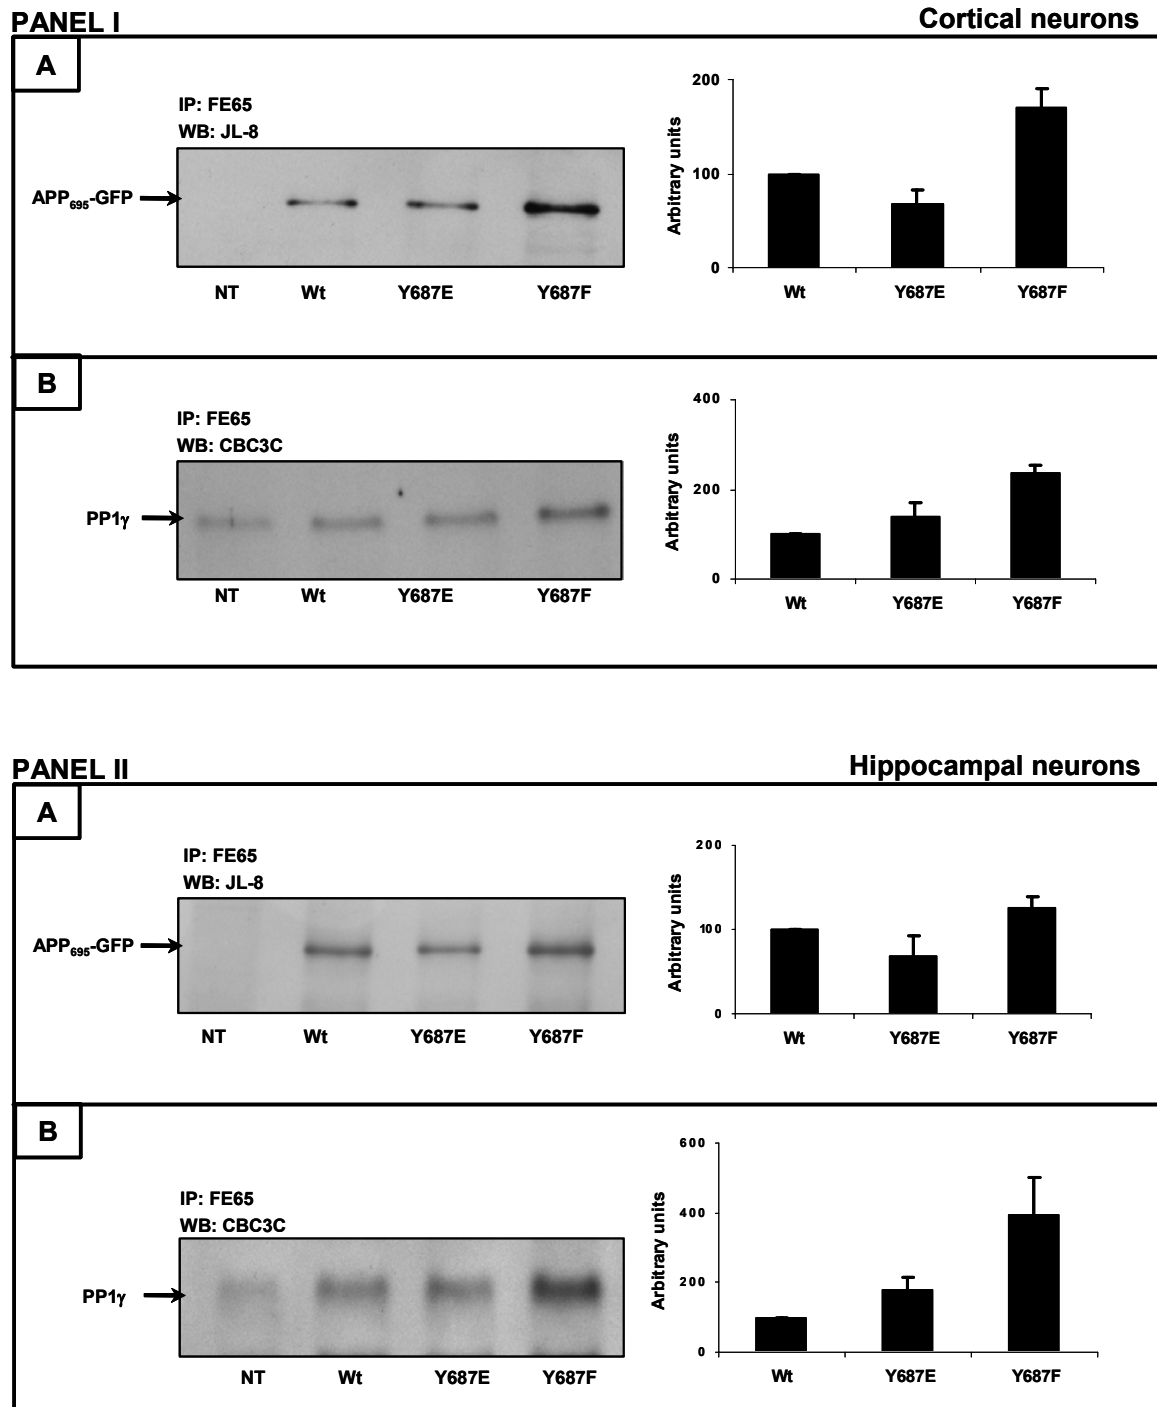 PANEL I
Cortical neurons
A
IP: FE65
WB: JL-8
APP695-GFP
NT Wt Y687E Y687F
200
100
0
Arbitrary units
Wt Y687E Y687F
B
IP: FE65
WB: CBC3C
PP1γ
NT Wt Y687E Y687F
400
200
0
Arbitrary units
Wt Y687E Y687F
PANEL II
Hippocampal neurons
A
IP: FE65
WB: JL-8
APP695-GFP
NT Wt Y687E Y687F
200
100
0
Arbitrary units
Wt Y687E Y687F
B
IP: FE65
WB: CBC3C
PP1γ
NT Wt Y687E Y687F
600
400
200
0
Arbitrary units
Wt Y687E Y687F